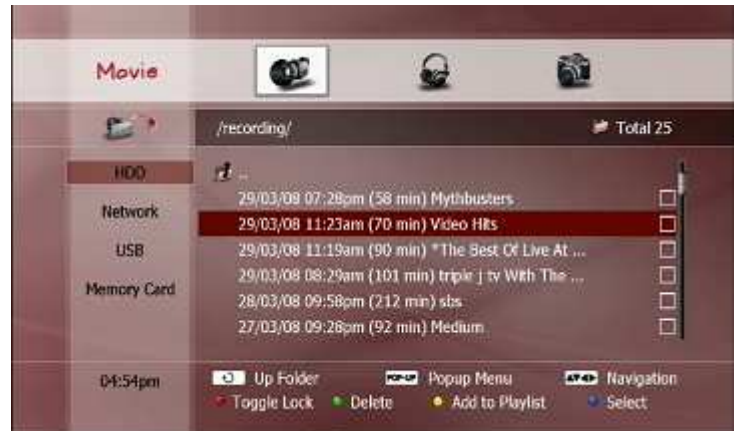 Movie
/recording/ Total 25
HDD
Network
USB
Memory Card
04:54pm
..
29/03/08 07:28pm (58 min) Mythbusters
29/03/08 11:23am (70 min) Video Hits
29/03/08 11:19am (90 min) *The Best Of Live At ...
29/03/08 08:29am (101 min) triple j tv With The ...
28/03/08 09:58pm (212 min) sbs
27/03/08 09:28pm (92 min) Medium
Up Folder POP-UP Popup Menu Navigation
Toggle Lock Delete Add to Playlist Select